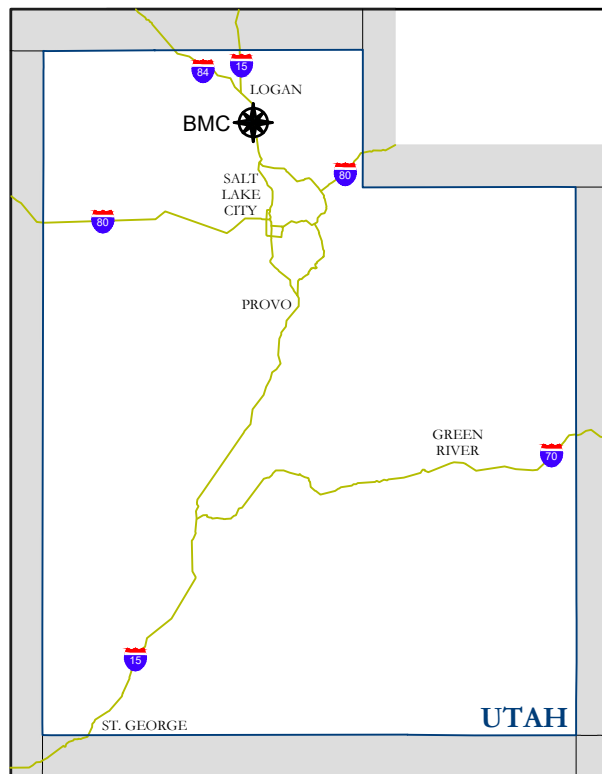 84
15
LOGAN
BMC
SALT
LAKE
CITY
80
80
PROVO
GREEN
RIVER
70
15
ST. GEORGE
UTAH